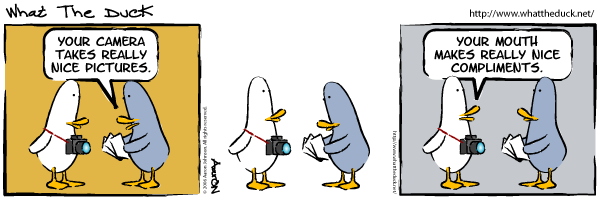 What The Duck
http://www.whattheduck.net/
YOUR CAMERA
TAKES REALLY
NICE PICTURES.
© 2006 Aaron Johnson. All rights reserved.
AARON
YOUR MOUTH
MAKES REALLY NICE
COMPLIMENTS.
http://www.whattheduck.net/